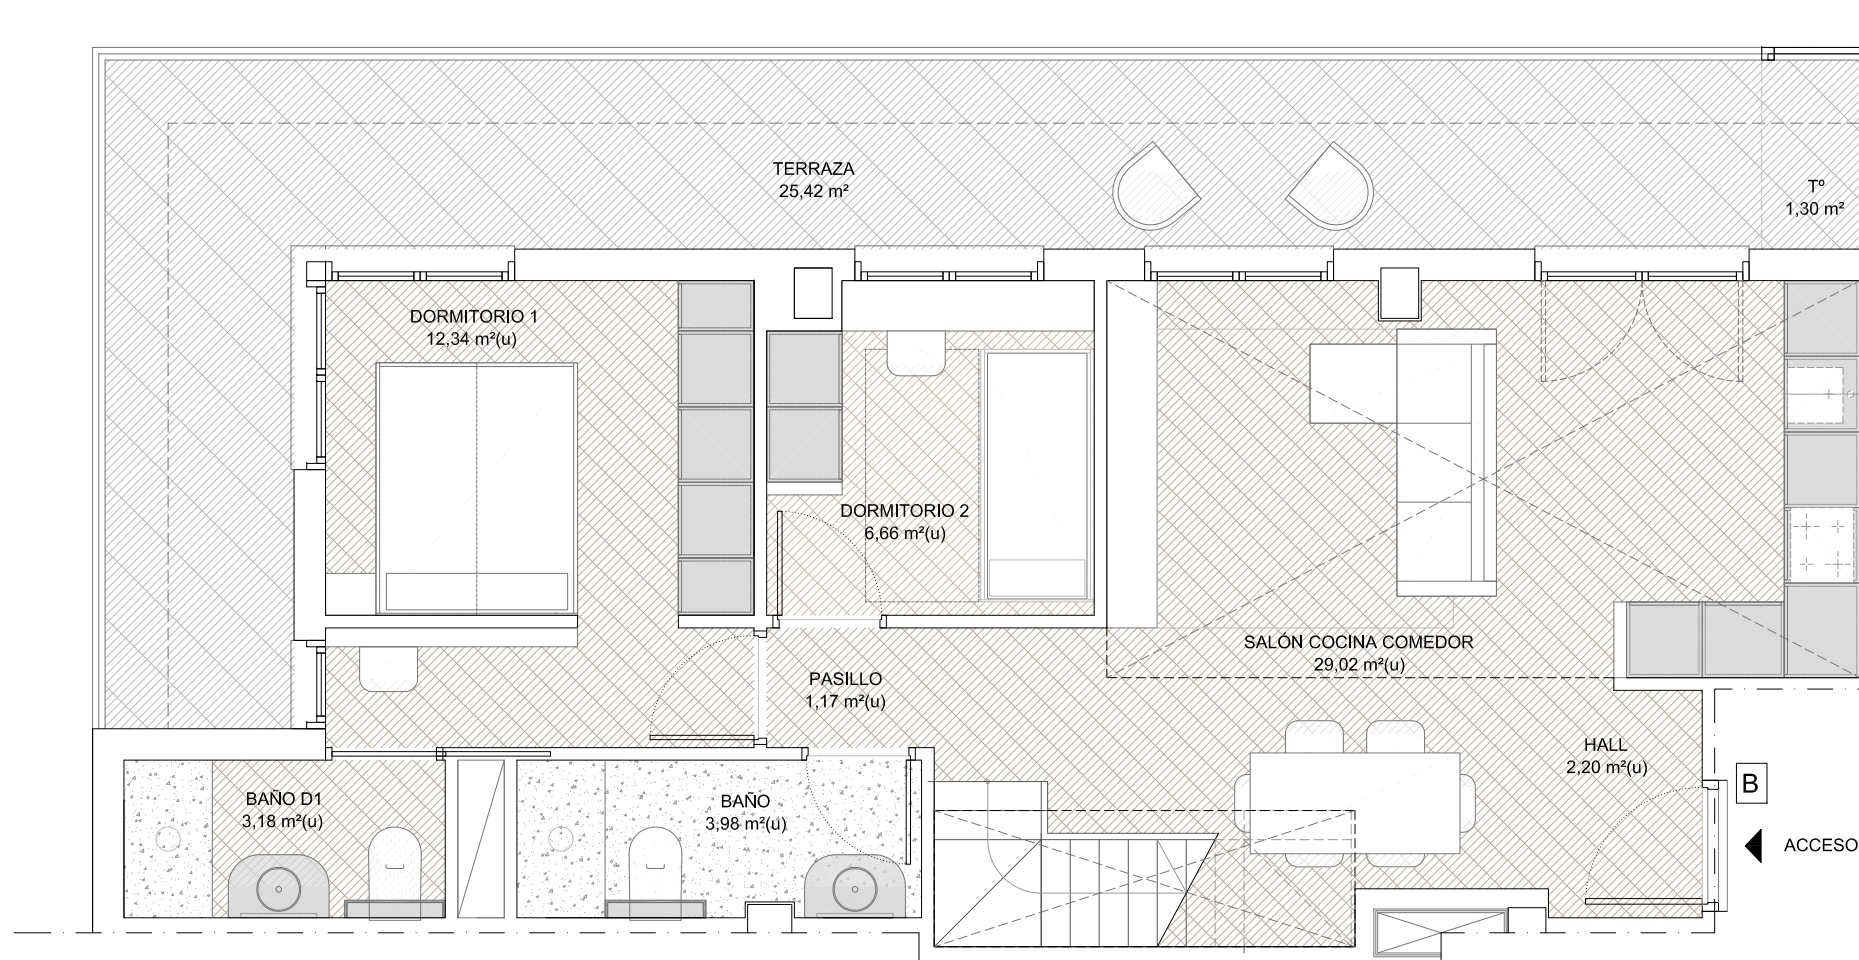 TERRAZA
25,42 m²
Tº
1,30 m²
DORMITORIO 1
12,34 m²(u)
DORMITORIO 2
6,66 m²(u)
SALÓN COCINA COMEDOR
29,02 m²(u)
PASILLO
1,17 m²(u)
HALL
2,20 m²(u)
B
BAÑO D1
3,18 m²(u)
BAÑO
3,98 m²(u)
ACCESO